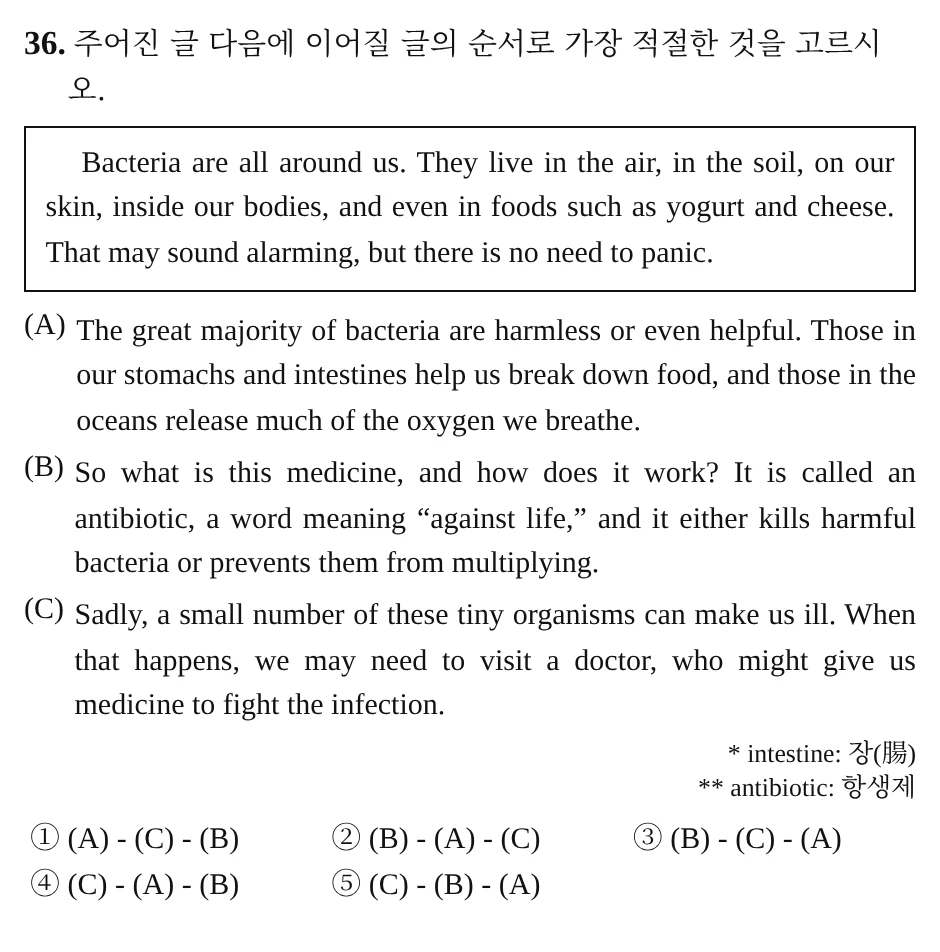 36. 주어진 글 다음에 이어질 글의 순서로 가장 적절한 것을 고르시
오.
Bacteria are all around us. They live in the air, in the soil, on our
skin, inside our bodies, and even in foods such as yogurt and cheese.
That may sound alarming, but there is no need to panic.
(A) The great majority of bacteria are harmless or even helpful. Those in
our stomachs and intestines help us break down food, and those in the
oceans release much of the oxygen we breathe.
(B) So what is this medicine, and how does it work? It is called an
antibiotic, a word meaning “against life,” and it either kills harmful
bacteria or prevents them from multiplying.
(C) Sadly, a small number of these tiny organisms can make us ill. When
that happens, we may need to visit a doctor, who might give us
medicine to fight the infection.
* intestine: 장(腸)
** antibiotic: 항생제
① (A) - (C) - (B) ② (B) - (A) - (C) ③ (B) - (C) - (A)
④ (C) - (A) - (B) ⑤ (C) - (B) - (A)